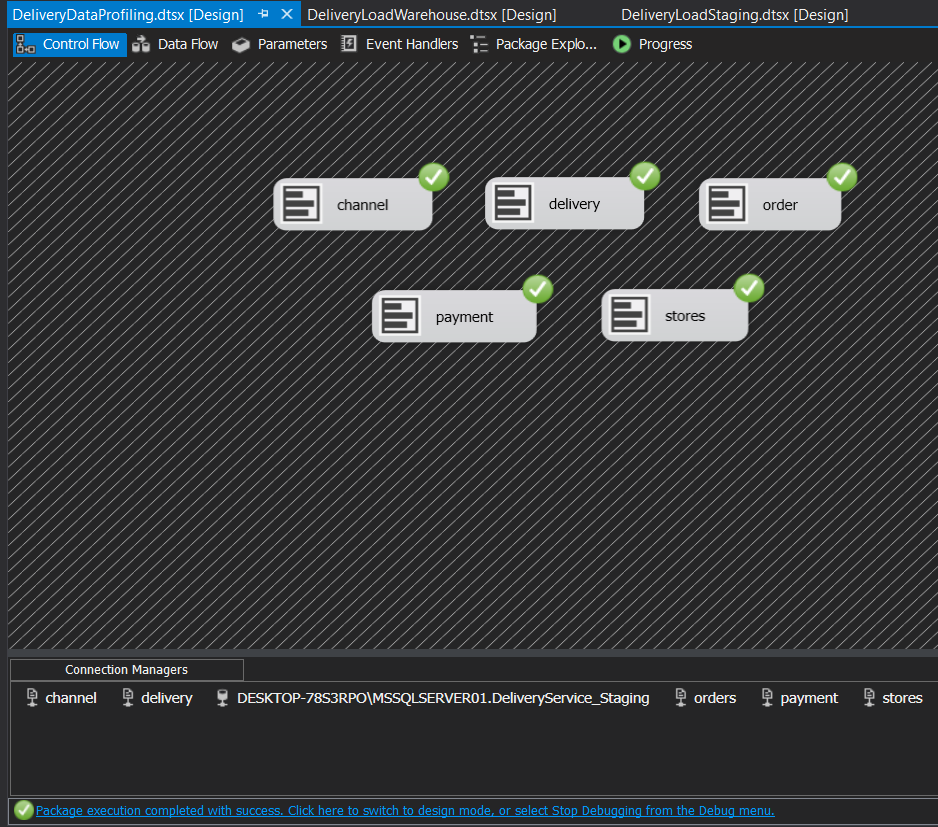 DeliveryDataProfiling.dtsx [Design] DeliveryLoadWarehouse.dtsx [Design] DeliveryLoadStaging.dtsx [Design]
Control Flow Data Flow Parameters Event Handlers Package Explo... Progress
channel delivery order
payment stores
Connection Managers
channel delivery DESKTOP-78S3RPO\MSSQLSERVER01.DeliveryService_Staging orders payment stores
Package execution completed with success. Click here to switch to design mode, or select Stop Debugging from the Debug menu.